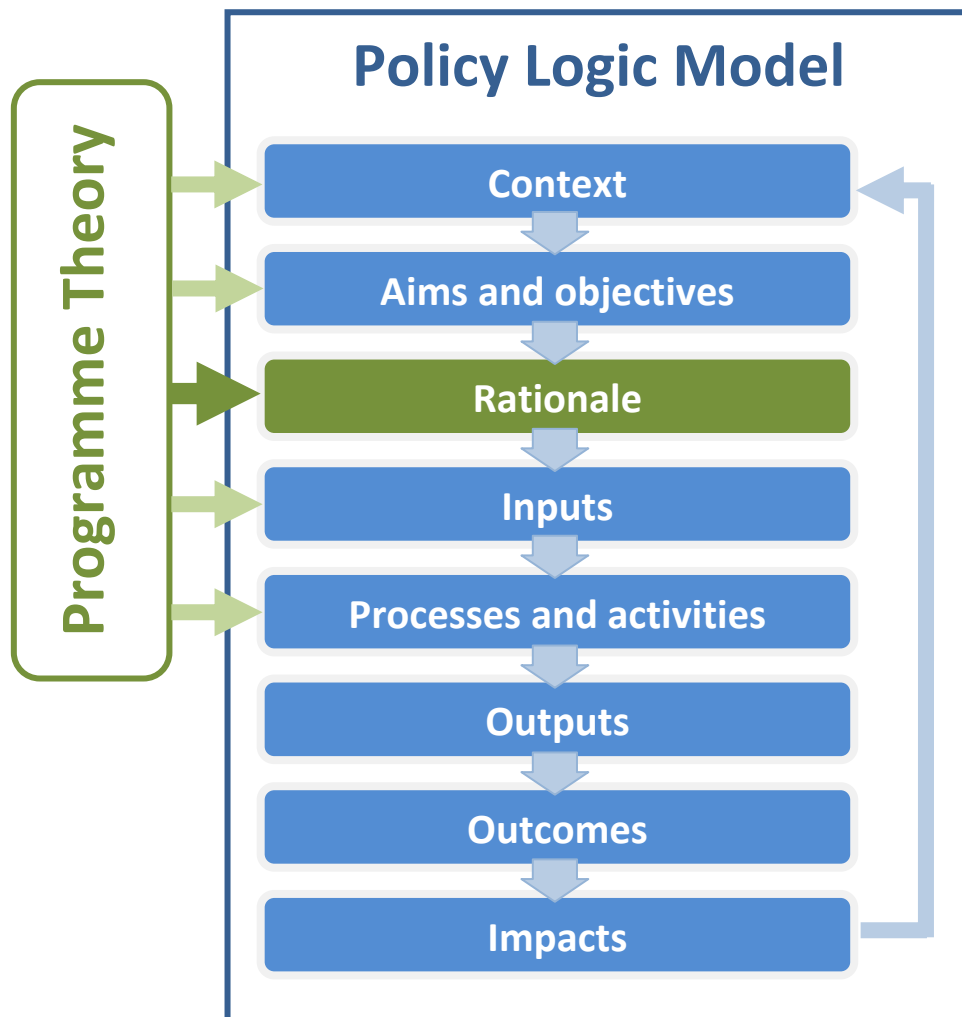 Policy Logic Model
Programme Theory
Context
Aims and objectives
Rationale
Inputs
Processes and activities
Outputs
Outcomes
Impacts